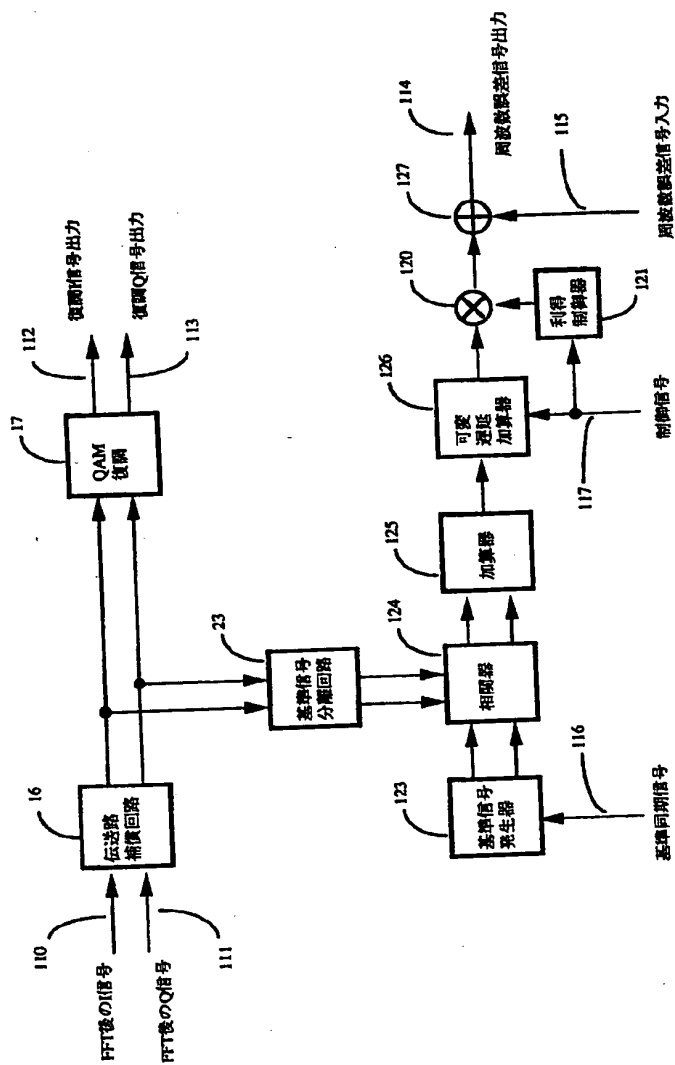 FFT後のI信号
FFT後のQ信号
110
111
16
伝送路
補償回路
17
QAM
復調
112
復調I信号出力
復調Q信号出力
113
23
基準信号
分離回路
123
基準信号
発生器
116
基準同期信号
124
相関器
125
加算器
126
可変
遅延
加算器
117
制御信号
120
利得
制御器
121
127
114
周波数誤差信号出力
115
周波数誤差信号入力